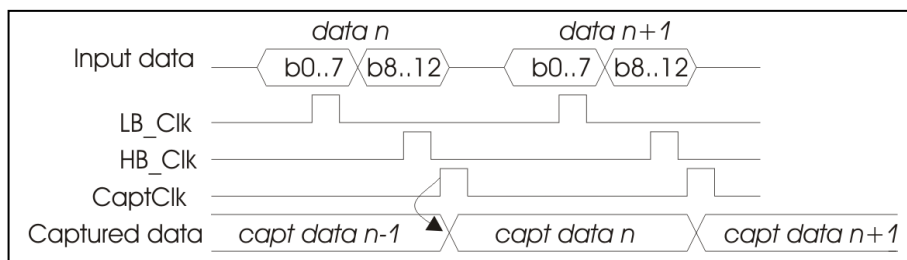 data n data n+1
Input data b0..7 b8..12 b0..7 b8..12
LB_Clk
HB_Clk
CaptClk
Captured data capt data n-1 capt data n capt data n+1